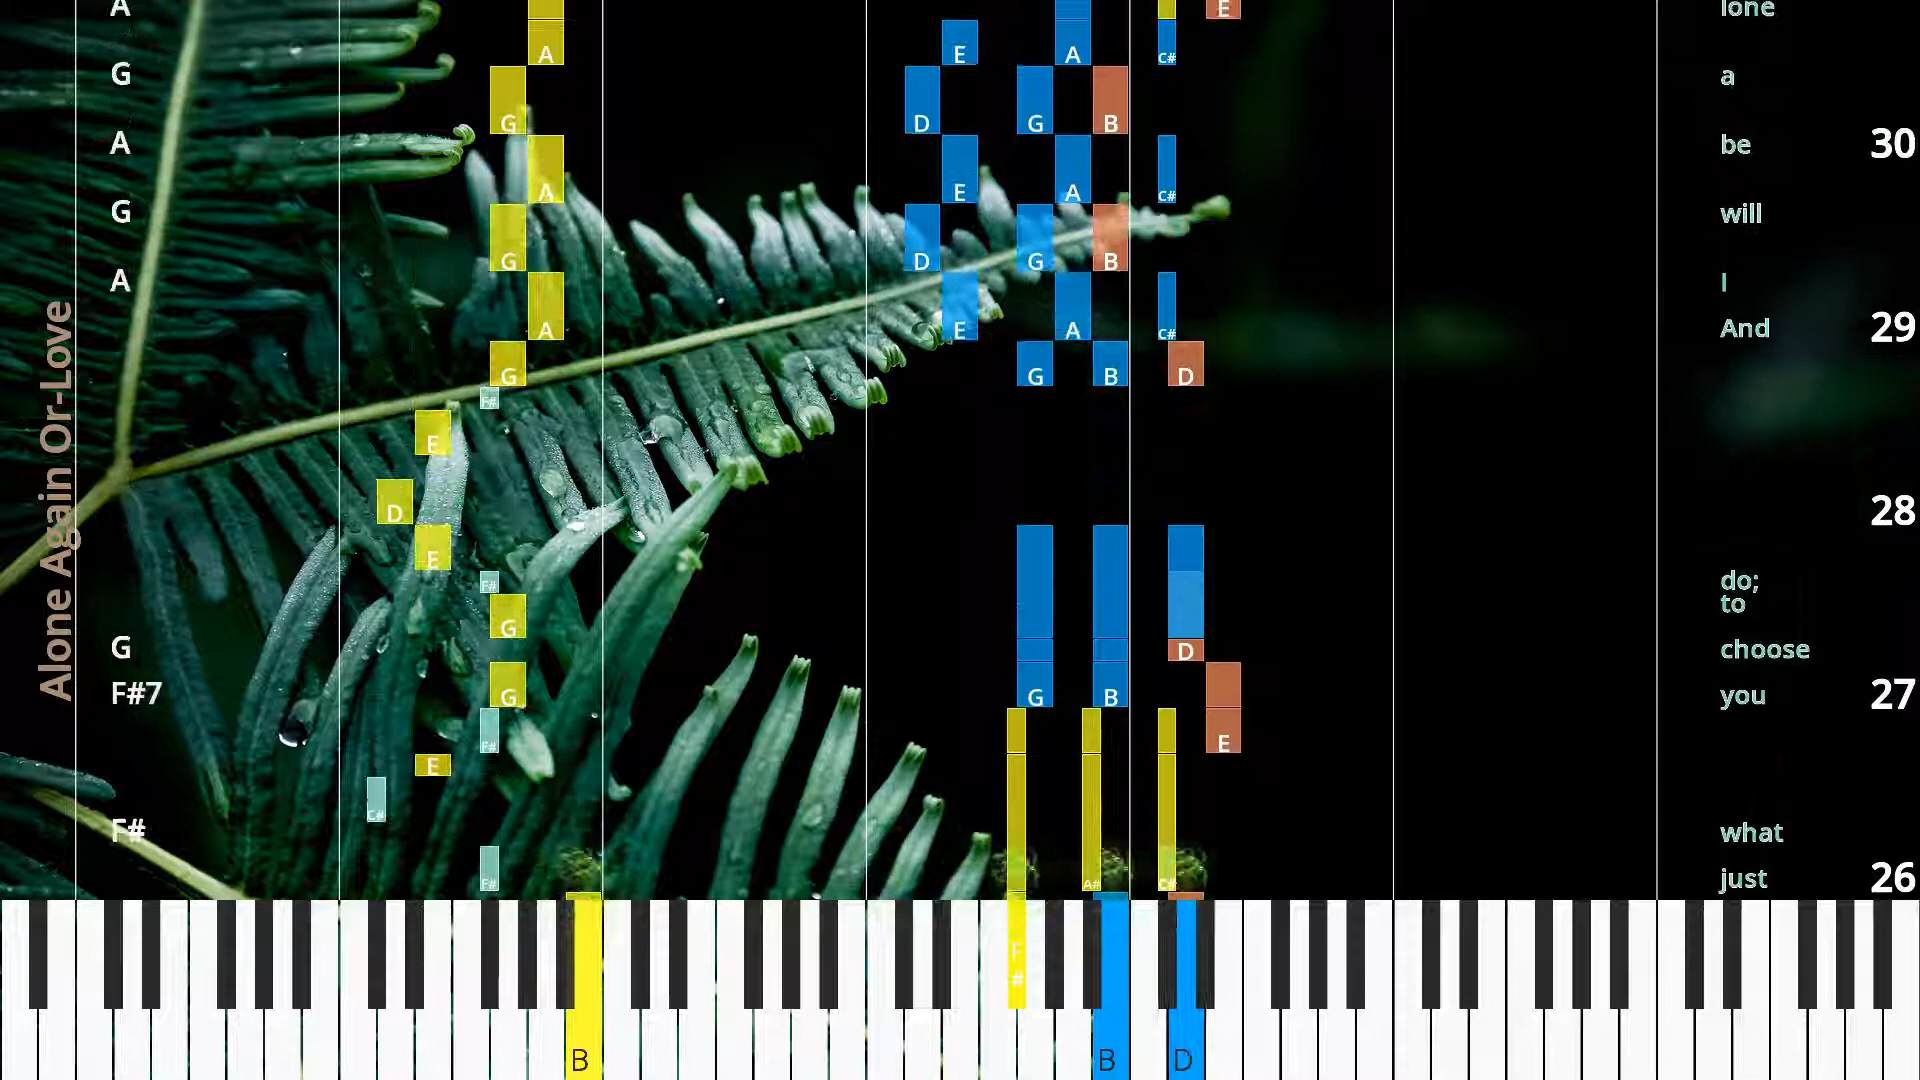 A
E
lone
A
E
A
C#
G
a
G
D
G
B
A
be
30
A
E
A
C#
G
will
G
D
G
B
A
I
A
E
A
C#
And
29
Alone Again Or-Love
G
G
B
D
F#
E
D
28
E
F#
do;
to
G
G
choose
D
F#7
G
G
B
you
27
F#
E
E
C#
F#
what
F#
A#
C#
just
26
F
#
B
B
D